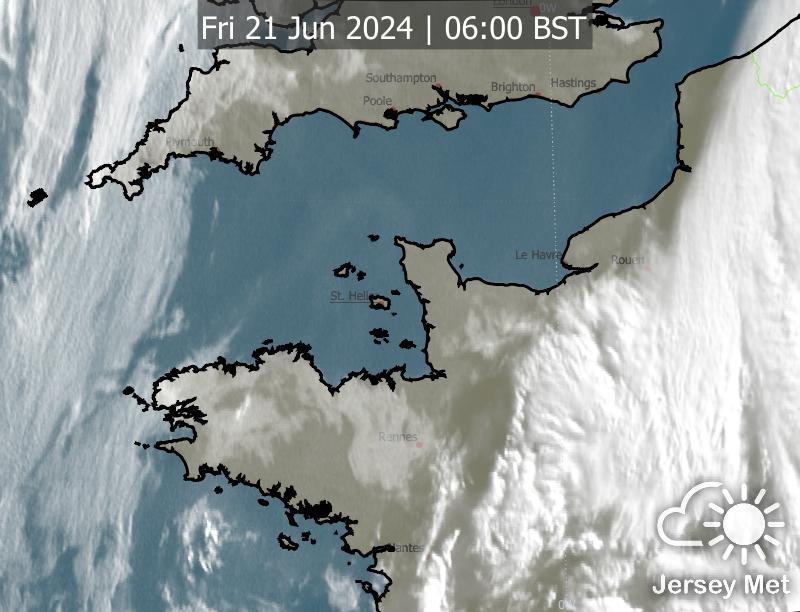 London
0W
Fri 21 Jun 2024 | 06:00 BST
Southampton
Brighton
Hastings
Poole
Plymouth
Le Havre
Rouen
St. Helier
Rennes
Nantes
Jersey Met
0W